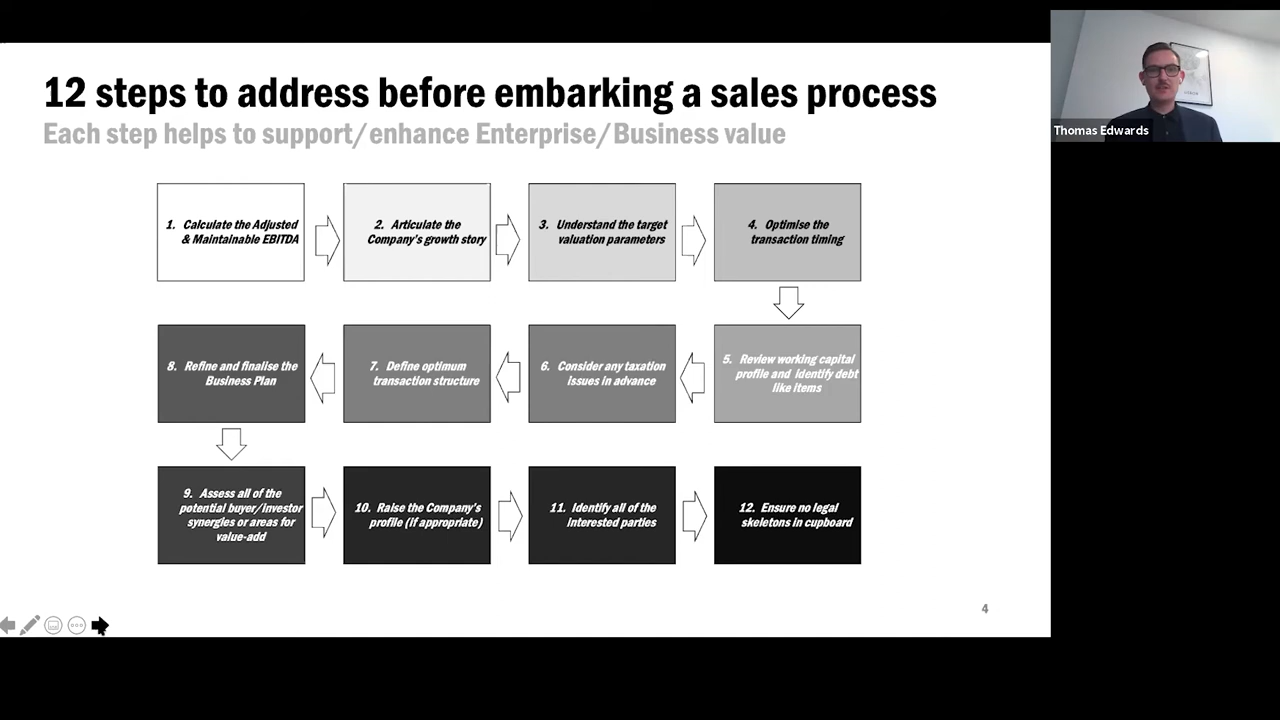 12 steps to address before embarking a sales process
Each step helps to support/enhance Enterprise/Business value
Thomas Edwards
1. Calculate the Adjusted
& Maintainable EBITDA
2. Articulate the
Company's growth story
3. Understand the target
valuation parameters
4. Optimise the
transaction timing
5. Review working capital
profile and identify debt
like items
6. Consider any taxation
issues in advance
7. Define optimum
transaction structure
8. Refine and finalise the
Business Plan
9. Assess all of the
potential buyer/investor
synergies or areas for
value-add
10. Raise the Company's
profile (if appropriate)
11. Identify all of the
interested parties
12. Ensure no legal
skeletons in cupboard
4